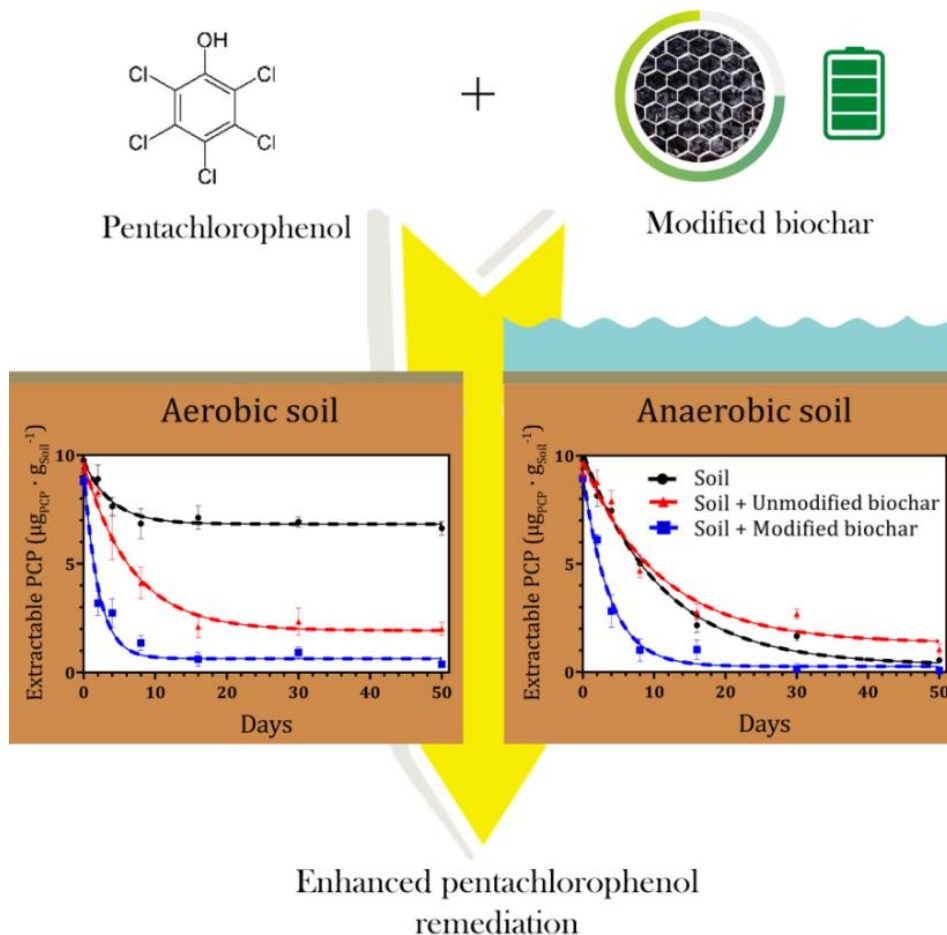 OH
Cl
Cl
Cl
Cl
Cl
+
Pentachlorophenol
Modified biochar
Aerobic soil
Extractable PCP (µgPCP · gSoil⁻¹)
10
5
0
0 10 20 30 40 50
Days
Anaerobic soil
Extractable PCP (µgPCP · gSoil⁻¹)
10
5
0
0 10 20 30 40 50
Days
Soil
Soil + Unmodified biochar
Soil + Modified biochar
Enhanced pentachlorophenol
remediation